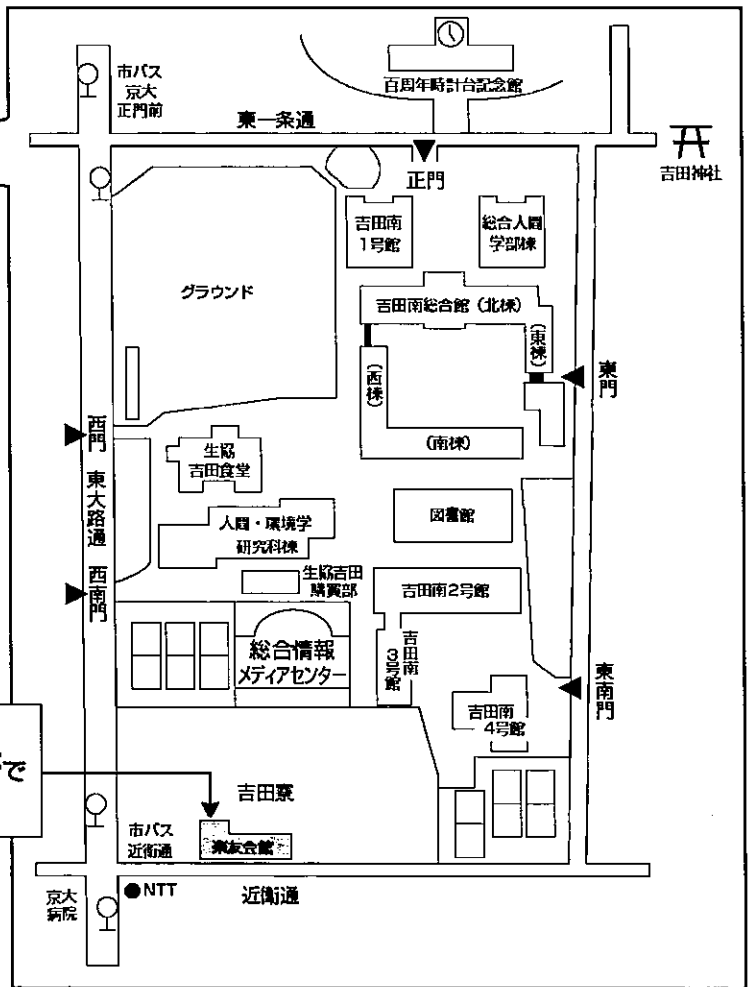 市バス
京大
正門前
百周年時計台記念館
東一条通
正門
吉田神社
吉田南
1号館
総合人間
学部棟
グラウンド
吉田南総合館(北棟)
(東棟)
(西棟)
東門
(南棟)
西門
生協
吉田食堂
東大路通
図書館
人間・環境学
研究科棟
西南門
生協吉田
購買部
吉田南2号館
総合情報
メディアセンター
吉田南
3号館
東南門
吉田南
4号館
で
吉田寮
市バス
近衛通
楽友会館
NTT
近衛通
京大
病院